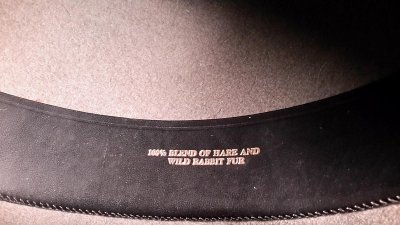 100% BLEND OF HARE AND
WILD RABBIT FUR